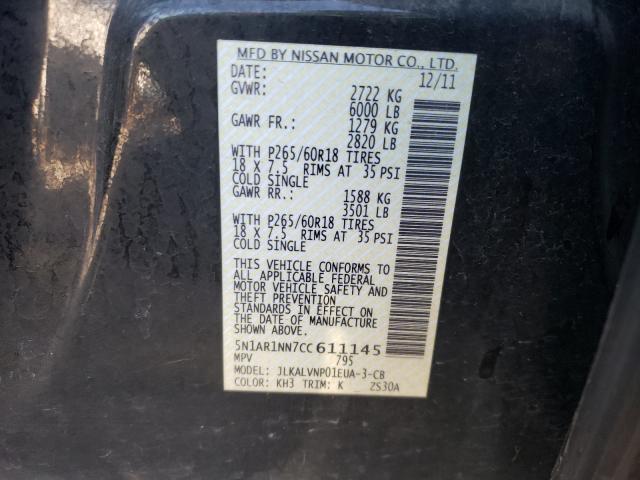 MFD BY NISSAN MOTOR CO., LTD.
DATE: 12/11
GVWR: 2722 KG
6000 LB
GAWR FR.: 1279 KG
2820 LB
WITH P265/60R18 TIRES
18 X 7.5 RIMS AT 35 PSI
COLD SINGLE
GAWR RR.: 1588 KG
3501 LB
WITH P265/60R18 TIRES
18 X 7.5 RIMS AT 35 PSI
COLD SINGLE
THIS VEHICLE CONFORMS TO
ALL APPLICABLE FEDERAL
MOTOR VEHICLE SAFETY AND
THEFT PREVENTION
STANDARDS IN EFFECT ON
THE DATE OF MANUFACTURE
SHOWN ABOVE.
5N1AR1NN7CC611145
MPV 795
MODEL: JLKALVNP01EUA-3-CB
COLOR: KH3 TRIM: K ZS30A